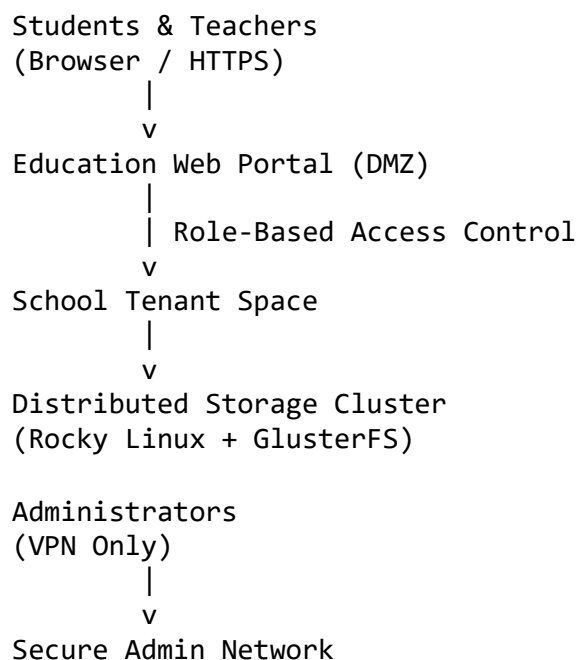 Students & Teachers
(Browser / HTTPS)
|
v
Education Web Portal (DMZ)
|
| Role-Based Access Control
v
School Tenant Space
|
v
Distributed Storage Cluster
(Rocky Linux + GlusterFS)
Administrators
(VPN Only)
|
v
Secure Admin Network